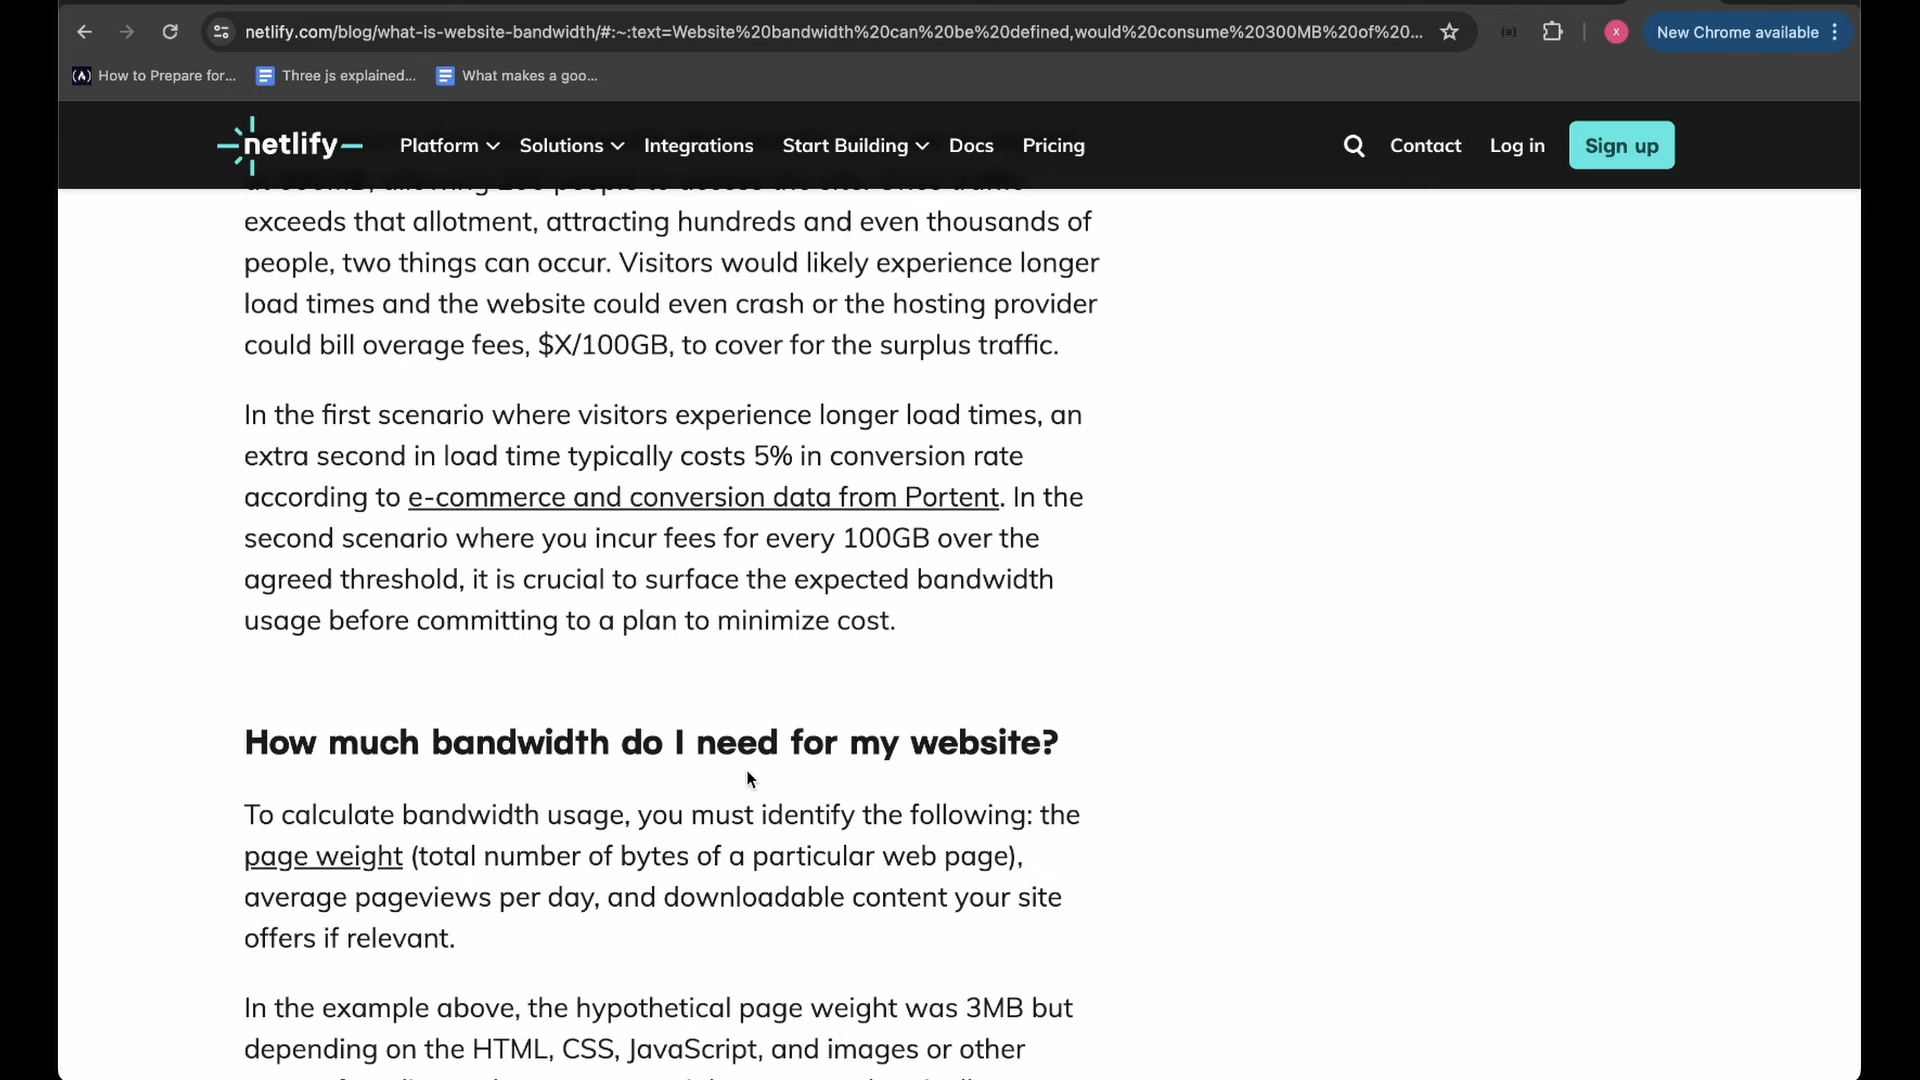 netlify.com/blog/what-is-website-bandwidth/#:~:text=Website%20bandwidth%20can%20be%20defined,would%20consume%20300MB%20of%20...
X
New Chrome available
How to Prepare for...
Three js explained...
What makes a goo...
netlify
Platform
Solutions
Integrations
Start Building
Docs
Pricing
Contact
Log in
Sign up
exceeds that allotment, attracting hundreds and even thousands of
people, two things can occur. Visitors would likely experience longer
load times and the website could even crash or the hosting provider
could bill overage fees, $X/100GB, to cover for the surplus traffic.
In the first scenario where visitors experience longer load times, an
extra second in load time typically costs 5% in conversion rate
according to e-commerce and conversion data from Portent. In the
second scenario where you incur fees for every 100GB over the
agreed threshold, it is crucial to surface the expected bandwidth
usage before committing to a plan to minimize cost.
How much bandwidth do I need for my website?
To calculate bandwidth usage, you must identify the following: the
page weight (total number of bytes of a particular web page),
average pageviews per day, and downloadable content your site
offers if relevant.
In the example above, the hypothetical page weight was 3MB but
depending on the HTML, CSS, JavaScript, and images or other